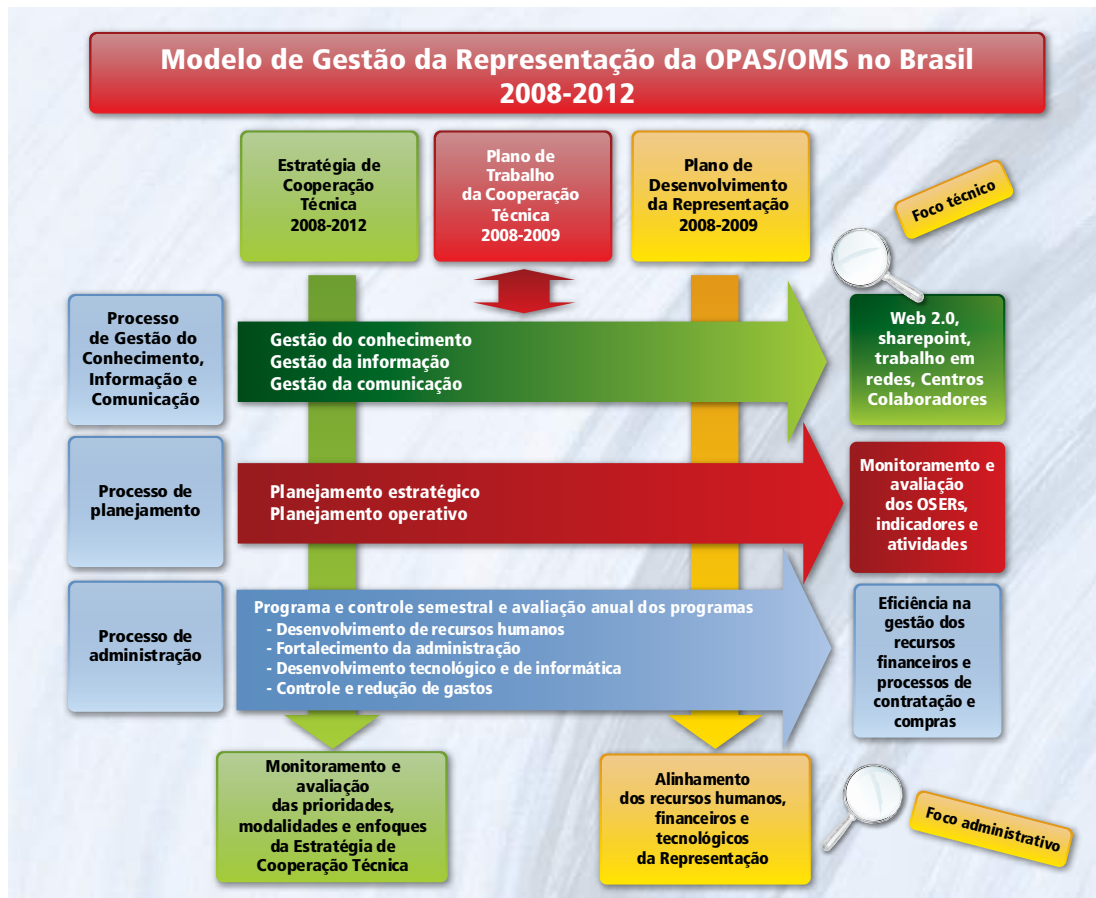 Modelo de Gestão da Representação da OPAS/OMS no Brasil
2008-2012
Estratégia de
Cooperação
Técnica
2008-2012
Plano de
Trabalho
da Cooperação
Técnica
2008-2009
Plano de
Desenvolvimento
da Representação
2008-2009
Foco técnico
Processo
de Gestão do
Conhecimento,
Informação e
Comunicação
Gestão do conhecimento
Gestão da informação
Gestão da comunicação
Web 2.0,
sharepoint,
trabalho em
redes, Centros
Colaboradores
Processo de
planejamento
Planejamento estratégico
Planejamento operativo
Monitoramento e
avaliação
dos OSERs,
indicadores e
atividades
Processo de
administração
Programa e controle semestral e avaliação anual dos programas
- Desenvolvimento de recursos humanos
- Fortalecimento da administração
- Desenvolvimento tecnológico e de informática
- Controle e redução de gastos
Eficiência na
gestão dos
recursos
financeiros e
processos de
contratação e
compras
Monitoramento e
avaliação
das prioridades,
modalidades e enfoques
da Estratégia de
Cooperação Técnica
Alinhamento
dos recursos humanos,
financeiros e
tecnológicos
da Representação
Foco administrativo